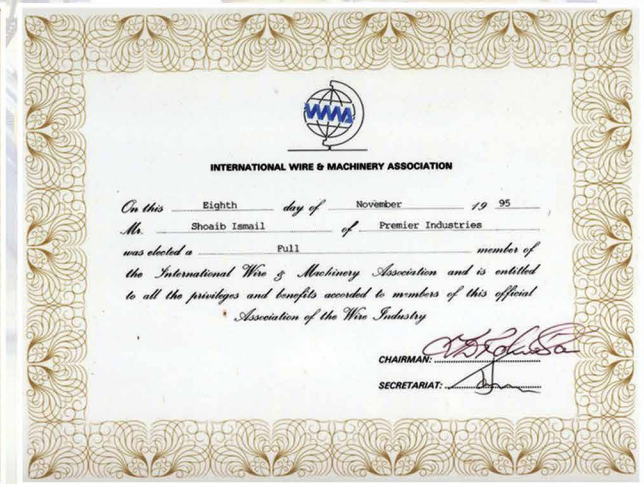 IWMA
INTERNATIONAL WIRE & MACHINERY ASSOCIATION
On this Eighth day of November 19 95
Mr. Shoaib Ismail of Premier Industries
was elected a Full member of
the International Wire & Machinery Association and is entitled
to all the privileges and benefits accorded to members of this official
Association of the Wire Industry
CHAIRMAN:
SECRETARIAT: